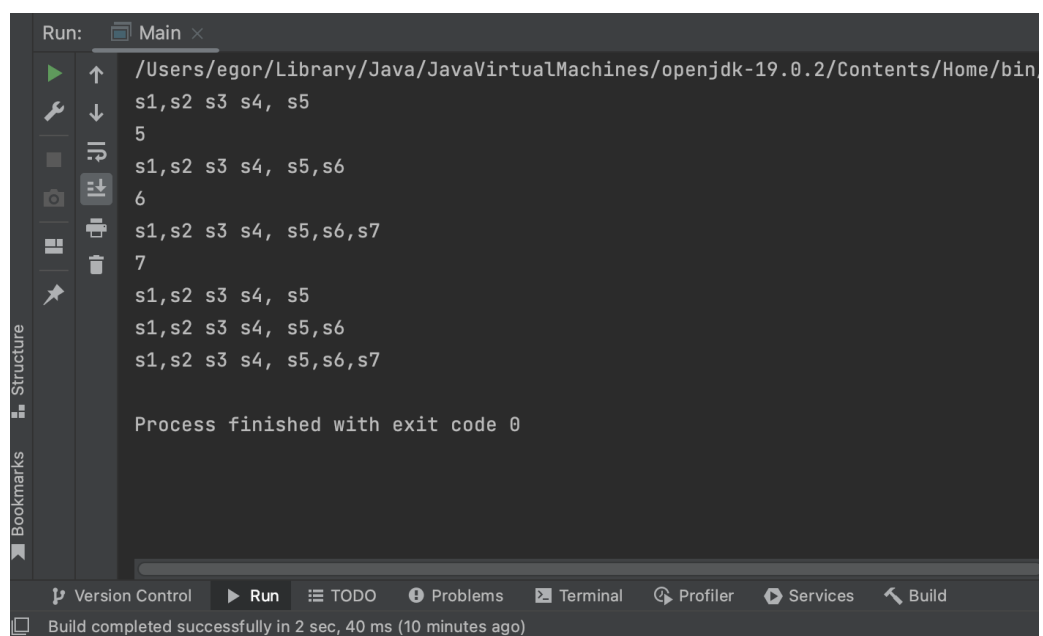 Run: Main
/Users/egor/Library/Java/JavaVirtualMachines/openjdk-19.0.2/Contents/Home/bin/
s1,s2 s3 s4, s5
5
s1,s2 s3 s4, s5,s6
6
s1,s2 s3 s4, s5,s6,s7
7
s1,s2 s3 s4, s5
s1,s2 s3 s4, s5,s6
s1,s2 s3 s4, s5,s6,s7
Process finished with exit code 0
Structure
Bookmarks
Version Control Run TODO Problems Terminal Profiler Services Build
Build completed successfully in 2 sec, 40 ms (10 minutes ago)